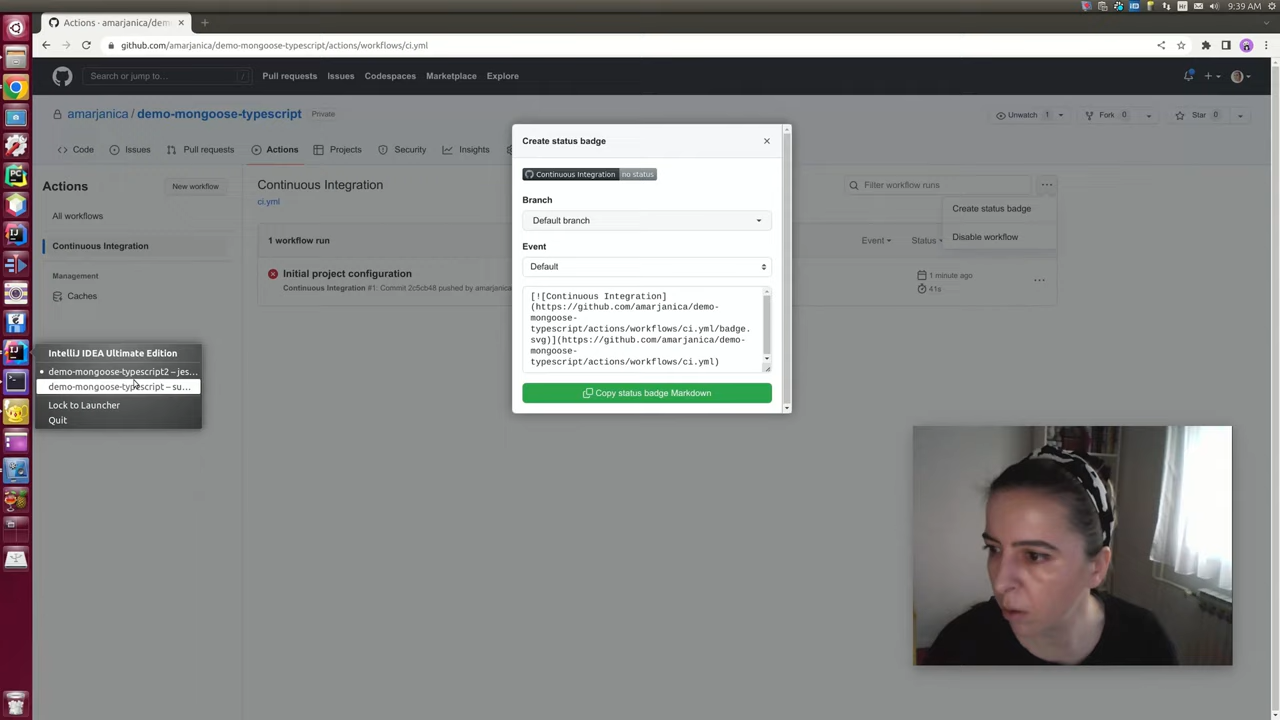 9:39 AM
Actions - amarjanica/demo
github.com/amarjanica/demo-mongoose-typescript/actions/workflows/ci.yml
Search or jump to...
/
Pull requests
Issues
Codespaces
Marketplace
Explore
amarjanica / demo-mongoose-typescript
Private
Unwatch 1
Fork 0
Star 0
Code
Issues
Pull requests
Actions
Projects
Security
Insights
Actions
New workflow
All workflows
Continuous Integration
Management
Caches
Continuous Integration
ci.yml
Filter workflow runs
Create status badge
Disable workflow
1 workflow run
Event
Status
Initial project configuration
Continuous Integration #1: Commit 2c5cb48 pushed by amarjanica
1 minute ago
41s
Create status badge
Continuous Integration no status
Branch
Default branch
Event
Default
[![Continuous Integration]
(https://github.com/amarjanica/demo-
mongoose-
typescript/actions/workflows/ci.yml/badge.
svg)](https://github.com/amarjanica/demo-
mongoose-
typescript/actions/workflows/ci.yml)
Copy status badge Markdown
IntelliJ IDEA Ultimate Edition
demo-mongoose-typescript2 – jes...
demo-mongoose-typescript – su...
Lock to Launcher
Quit